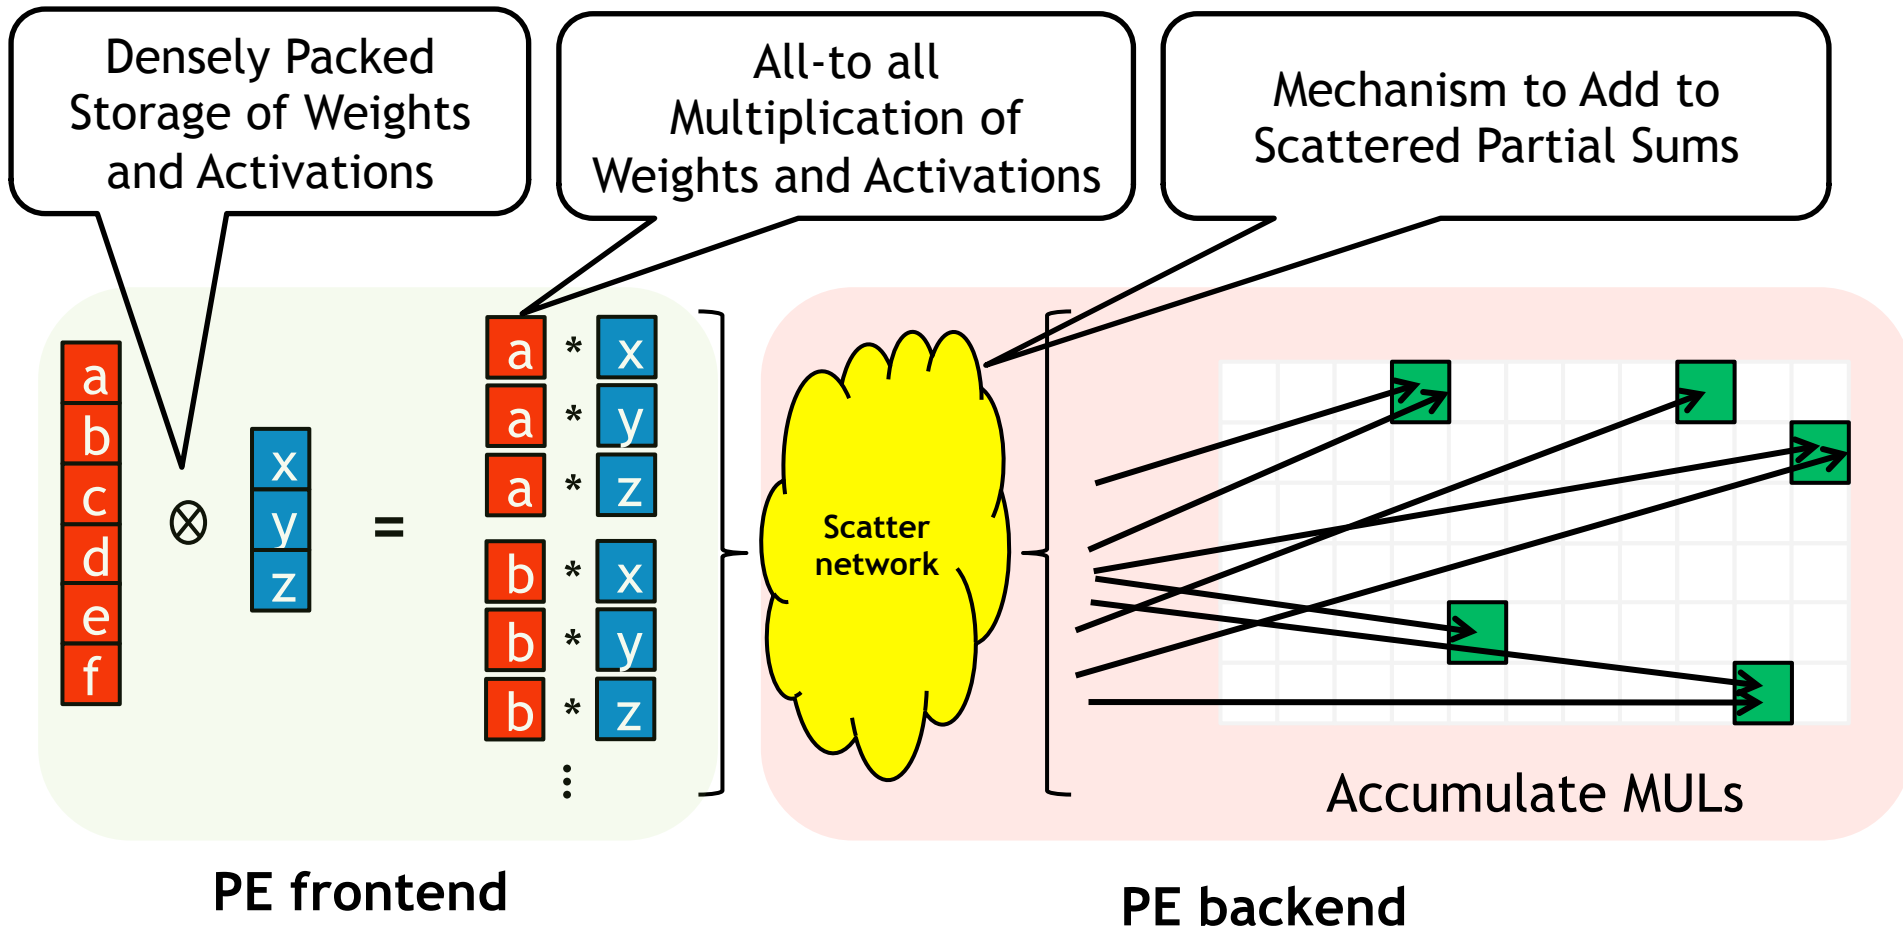 Densely Packed
Storage of Weights
and Activations
All-to all
Multiplication of
Weights and Activations
Mechanism to Add to
Scattered Partial Sums
a
b
c
d
e
f
⊗
x
y
z
=
a * x
a * y
a * z
b * x
b * y
b * z
⋮
Scatter
network
Accumulate MULs
PE frontend
PE backend